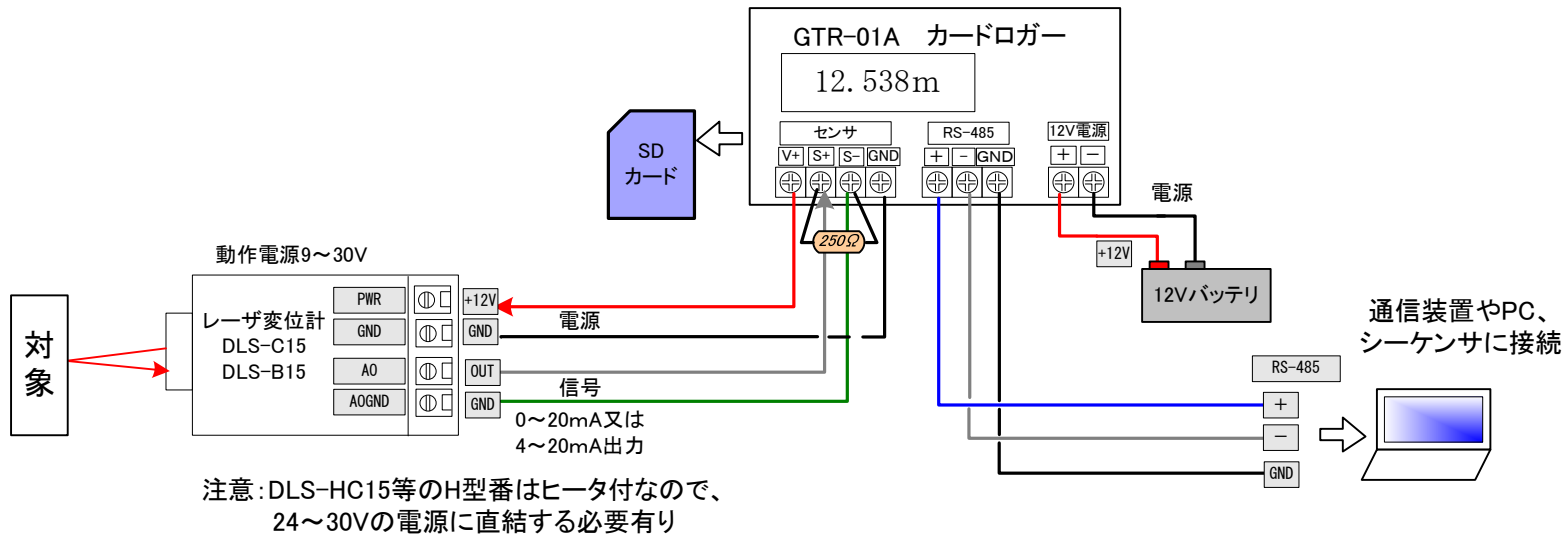 GTR-01A カードロガー
12.538m
センサ
RS-485
12V電源
V+ S+ S- GND
+ - GND
+ -
SD
カード
電源
250Ω
+12V
12Vバッテリ
動作電源9～30V
レーザ変位計
DLS-C15
DLS-B15
PWR
GND
AO
AOGND
+12V
GND
OUT
GND
電源
信号
0～20mA又は
4～20mA出力
対
象
通信装置やPC、
シーケンサに接続
RS-485
+
-
GND
注意：DLS-HC15等のH型番はヒータ付なので、
24～30Vの電源に直結する必要有り